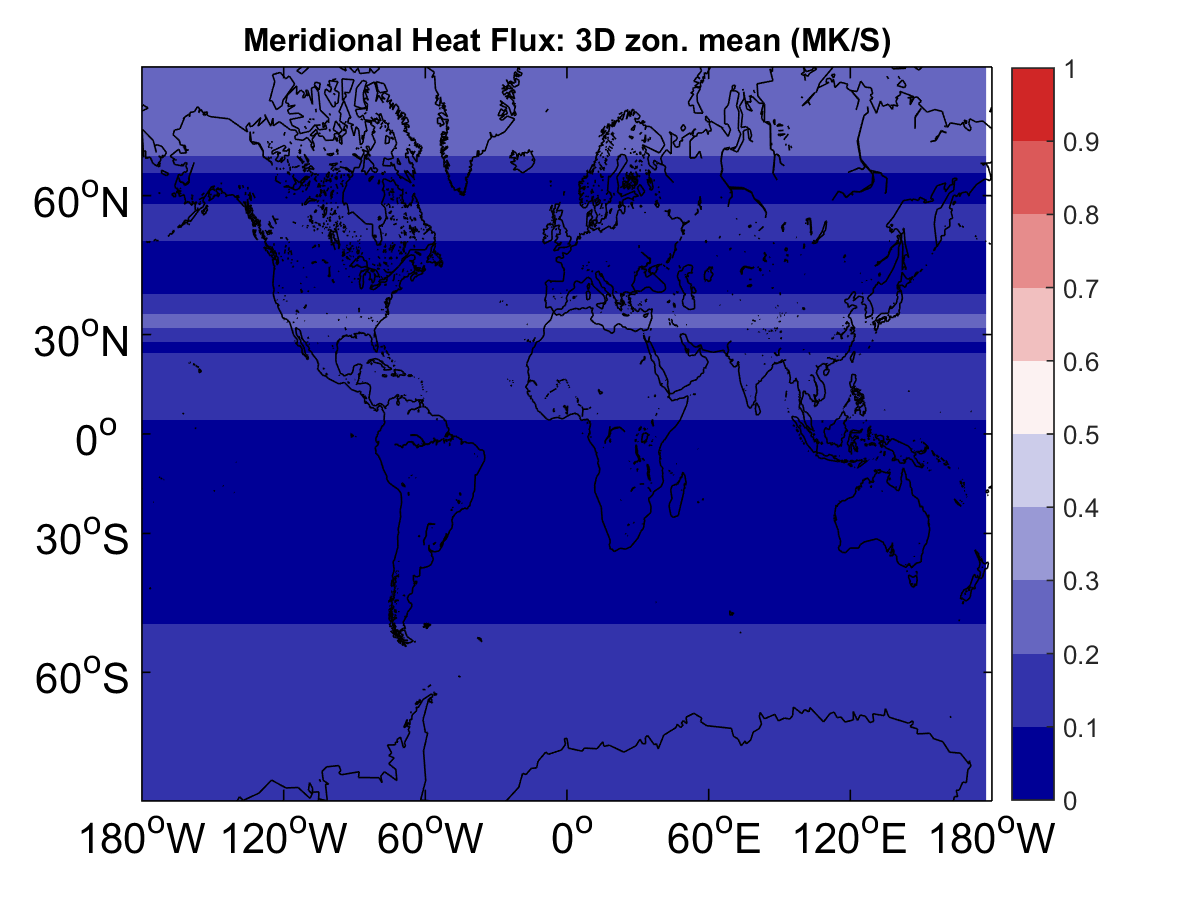 Meridional Heat Flux: 3D zon. mean (MK/S)
60ᵒN
30ᵒN
0ᵒ
30ᵒS
60ᵒS
180ᵒW 120ᵒW 60ᵒW 0ᵒ 60ᵒE 120ᵒE 180ᵒW
1
0.9
0.8
0.7
0.6
0.5
0.4
0.3
0.2
0.1
0